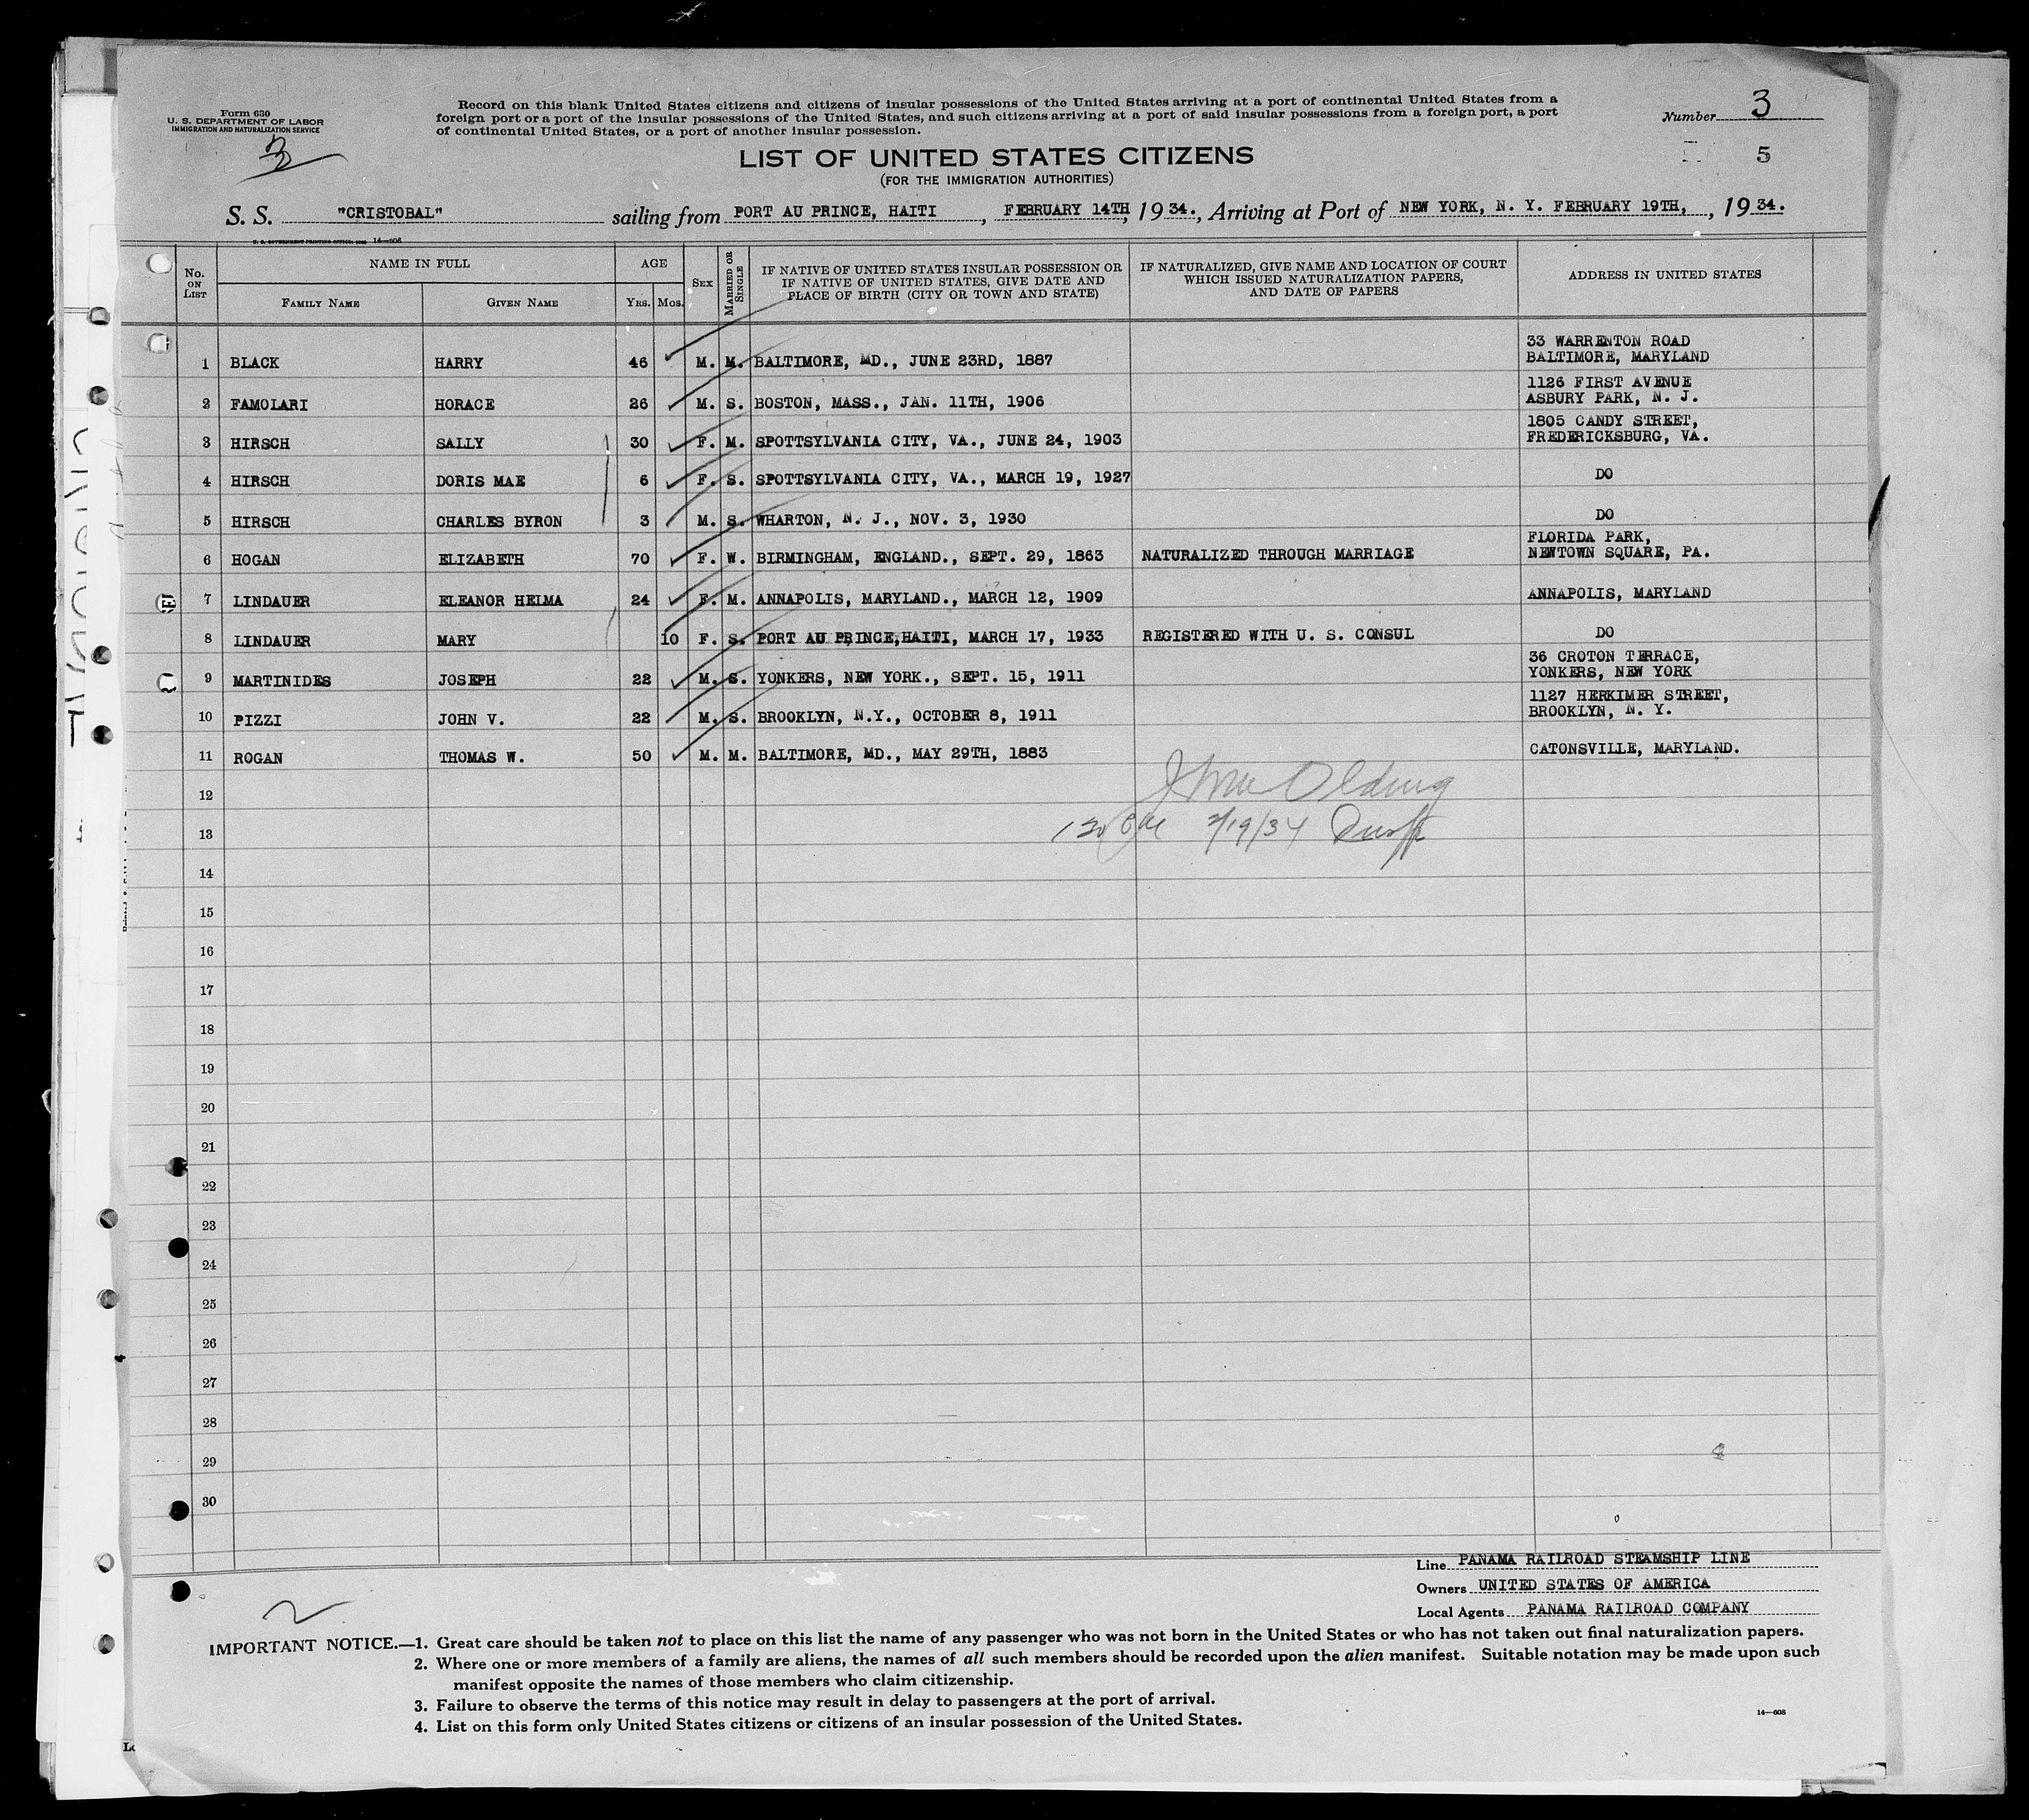 Form 630
U. S. DEPARTMENT OF LABOR
IMMIGRATION AND NATURALIZATION SERVICE
Record on this blank United States citizens and citizens of insular possessions of the United States arriving at a port of continental United States from a
foreign port or a port of the insular possessions of the United States, and such citizens arriving at a port of said insular possessions from a foreign port, a port
of continental United States, or a port of another insular possession.
Number 3
5
LIST OF UNITED STATES CITIZENS
(FOR THE IMMIGRATION AUTHORITIES)
S. S. "CRISTOBAL" sailing from PORT AU PRINCE, HAITI, FEBRUARY 14TH, 1934., Arriving at Port of NEW YORK, N. Y. FEBRUARY 19TH, , 1934.
No. ON LIST NAME IN FULL AGE SEX MARRIED OR SINGLE IF NATIVE OF UNITED STATES INSULAR POSSESSION OR IF NATIVE OF UNITED STATES, GIVE DATE AND PLACE OF BIRTH (CITY OR TOWN AND STATE) IF NATURALIZED, GIVE NAME AND LOCATION OF COURT WHICH ISSUED NATURALIZATION PAPERS, AND DATE OF PAPERS ADDRESS IN UNITED STATES
FAMILY NAME GIVEN NAME YRS. MOS.
1 BLACK HARRY 46 M. M. BALTIMORE, MD., JUNE 23RD, 1887 33 WARRENTON ROAD BALTIMORE, MARYLAND
2 FAMOLARI HORACE 26 M. S. BOSTON, MASS., JAN. 11TH, 1906 1126 FIRST AVENUE ASBURY PARK, N. J.
3 HIRSCH SALLY 30 F. M. SPOTTSYLVANIA CITY, VA., JUNE 24, 1903 1805 CANDY STREET, FREDERICKSBURG, VA.
4 HIRSCH DORIS MAE 6 F. S. SPOTTSYLVANIA CITY, VA., MARCH 19, 1927 DO
5 HIRSCH CHARLES BYRON 3 M. S. WHARTON, N. J., NOV. 3, 1930 DO
6 HOGAN ELIZABETH 70 F. W. BIRMINGHAM, ENGLAND., SEPT. 29, 1863 NATURALIZED THROUGH MARRIAGE FLORIDA PARK, NEWTOWN SQUARE, PA.
7 LINDAUER ELEANOR HELMA 24 F. M. ANNAPOLIS, MARYLAND., MARCH 12, 1909 ANNAPOLIS, MARYLAND
8 LINDAUER MARY 10 F. S. PORT AU PRINCE,HAITI, MARCH 17, 1933 REGISTERED WITH U. S. CONSUL DO
9 MARTINIDES JOSEPH 22 M. S. YONKERS, NEW YORK., SEPT. 15, 1911 36 CROTON TERRACE, YONKERS, NEW YORK
10 PIZZI JOHN V. 22 M. S. BROOKLYN, N.Y., OCTOBER 8, 1911 1127 HERKIMER STREET, BROOKLYN, N. Y.
11 ROGAN THOMAS W. 50 M. M. BALTIMORE, MD., MAY 29TH, 1883 CATONSVILLE, MARYLAND.
12
13 2/19/34
14
15
16
17
18
19
20
21
22
23
24
25
26
27
28
29
30
Line PANAMA RAILROAD STEAMSHIP LINE
Owners UNITED STATES OF AMERICA
Local Agents PANAMA RAILROAD COMPANY
IMPORTANT NOTICE.—1. Great care should be taken not to place on this list the name of any passenger who was not born in the United States or who has not taken out final naturalization papers.
2. Where one or more members of a family are aliens, the names of all such members should be recorded upon the alien manifest. Suitable notation may be made upon such
manifest opposite the names of those members who claim citizenship.
3. Failure to observe the terms of this notice may result in delay to passengers at the port of arrival.
4. List on this form only United States citizens or citizens of an insular possession of the United States.
14—608